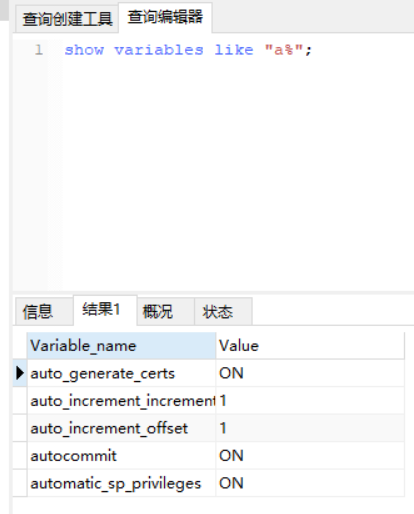 查询创建工具 查询编辑器
1 show variables like "a%";
信息 结果1 概况 状态
Variable_name Value
auto_generate_certs ON
auto_increment_increment 1
auto_increment_offset 1
autocommit ON
automatic_sp_privileges ON